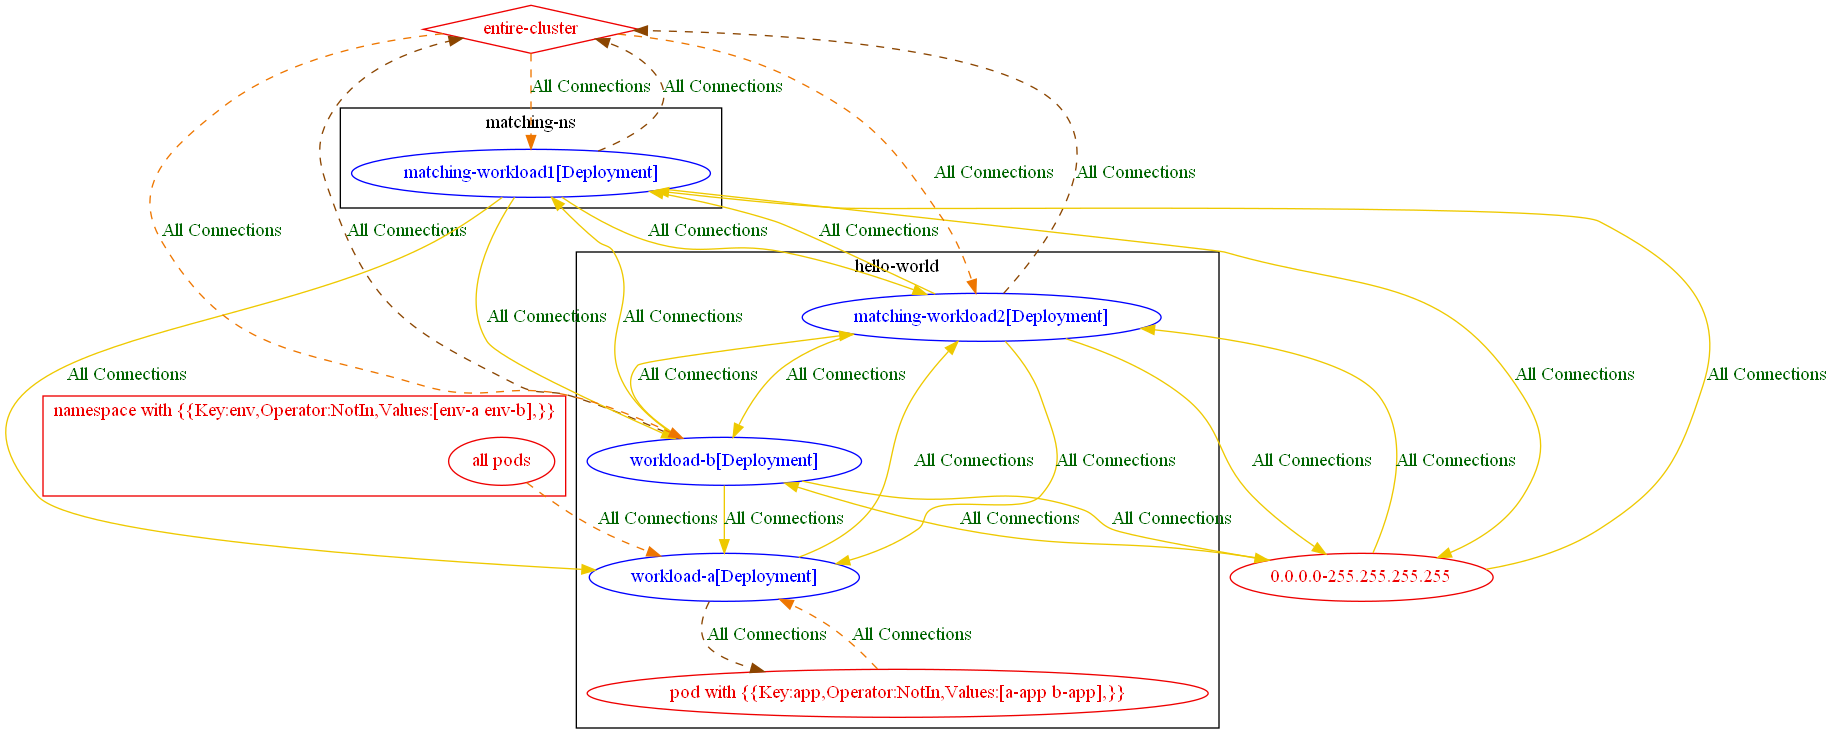 entire-cluster
All Connections All Connections
matching-ns
matching-workload1[Deployment]
All Connections All Connections
All Connections All Connections All Connections All Connections
hello-world
matching-workload2[Deployment]
All Connections All Connections
All Connections All Connections All Connections All Connections All Connections
namespace with {{Key:env,Operator:NotIn,Values:[env-a env-b],}}
all pods
workload-b[Deployment]
All Connections All Connections All Connections All Connections
All Connections All Connections All Connections All Connections
workload-a[Deployment]
0.0.0.0-255.255.255.255
All Connections All Connections
pod with {{Key:app,Operator:NotIn,Values:[a-app b-app],}}